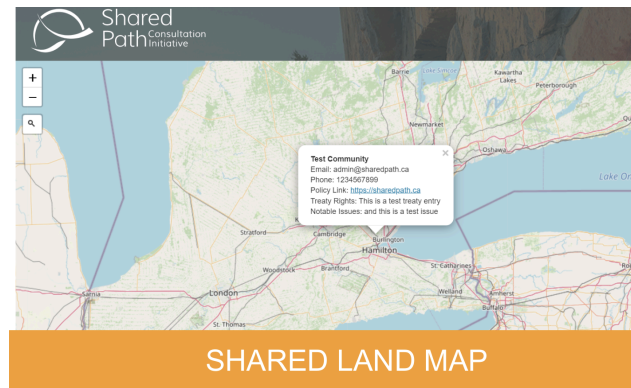 Shared
Path Consultation
Initiative
+
−
Barrie
Lake Simcoe
Kawartha
Lakes
Peterborough
Newmarket
Oshawa
Lake On
Test Community
×
Email: admin@sharedpath.ca
Phone: 1234567899
Policy Link: https://sharedpath.ca
Treaty Rights: This is a test treaty entry
Notable Issues: and this is a test issue
Stratford
Cambridge
Burlington
Hamilton
Woodstock
Brantford
St. Catharines
Sarnia
London
Welland
Amherst
Buffalo
St. Thomas
SHARED LAND MAP